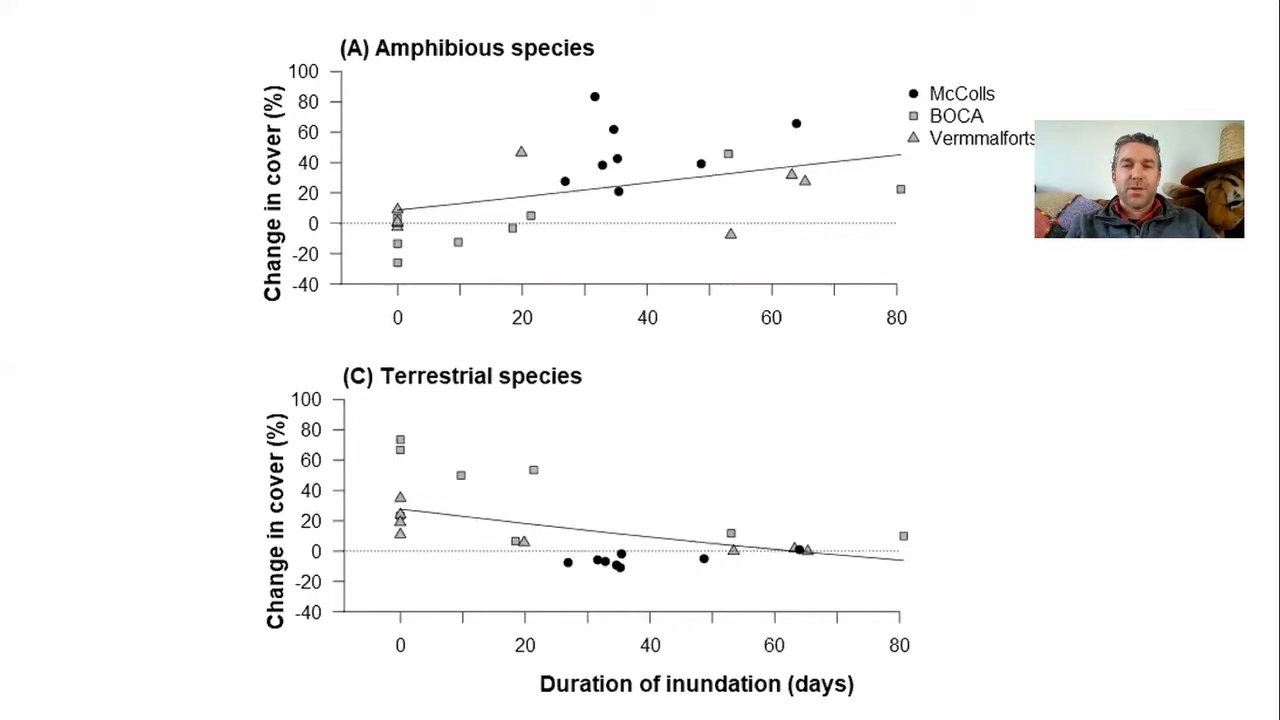 (A) Amphibious species
Change in cover (%)
100
80
60
40
20
0
-20
-40
0 20 40 60 80
McColls
BOCA
Vermmalforts
(C) Terrestrial species
Change in cover (%)
100
80
60
40
20
0
-20
-40
0 20 40 60 80
Duration of inundation (days)